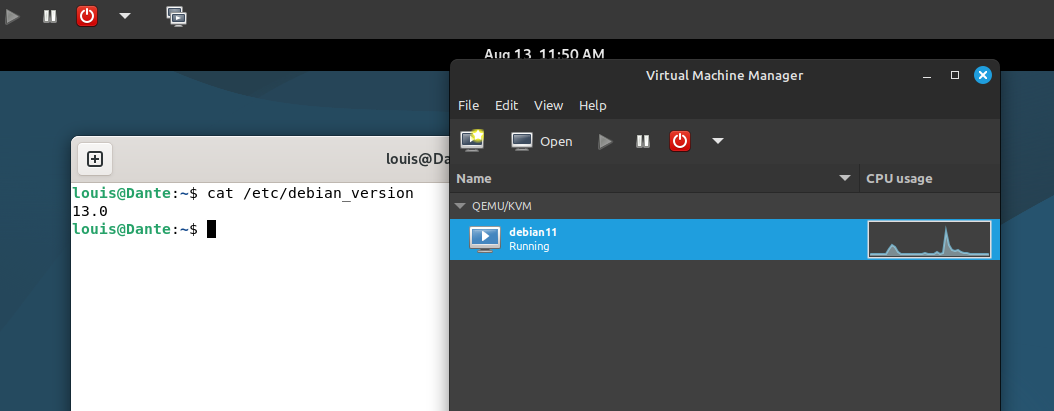 Aug 13 11:50 AM
Virtual Machine Manager
File Edit View Help
Open
Name CPU usage
QEMU/KVM
debian11
Running
louis@Da
louis@Dante:~$ cat /etc/debian_version
13.0
louis@Dante:~$